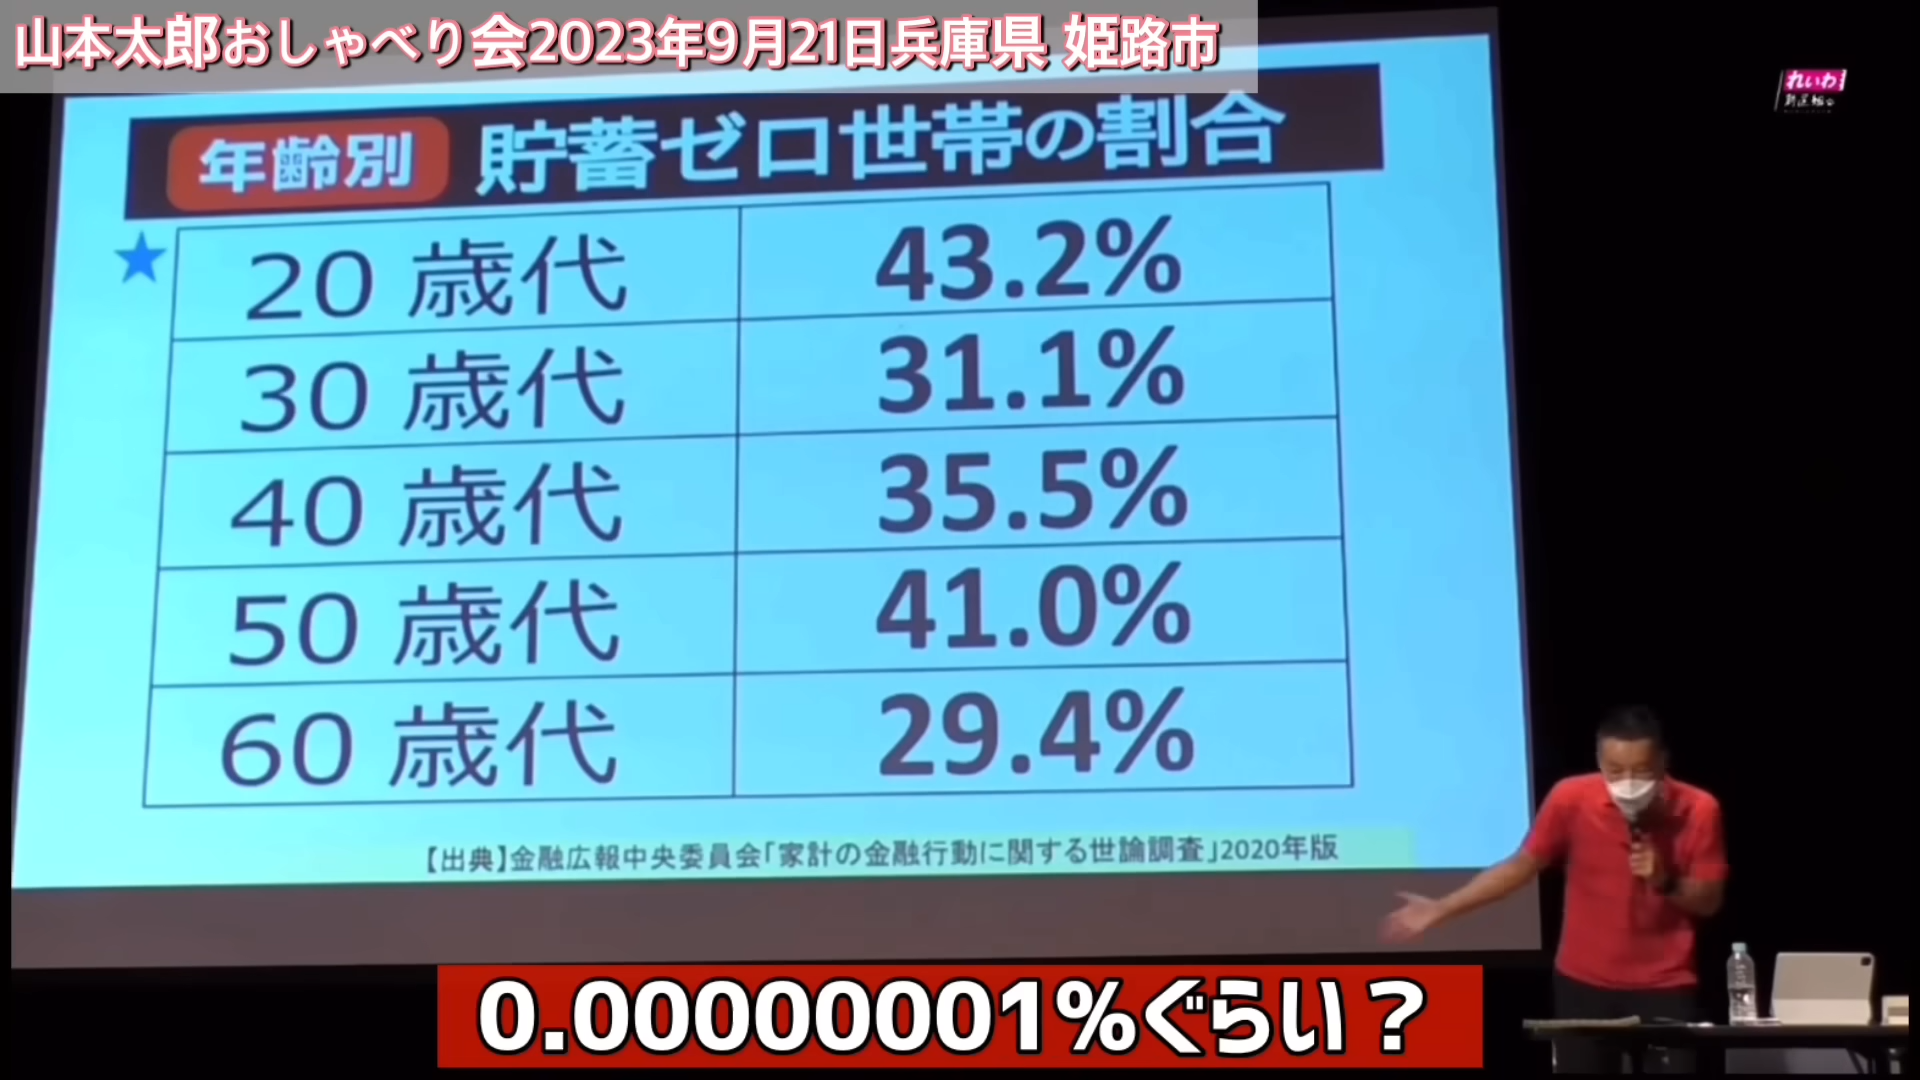 山本太郎おしゃべり会2023年9月21日兵庫県 姫路市
れいわ
新選組
年齢別 貯蓄ゼロ世帯の割合
★ 20 歳代 43.2%
30 歳代 31.1%
40 歳代 35.5%
50 歳代 41.0%
60 歳代 29.4%
【出典】金融広報中央委員会｢家計の金融行動に関する世論調査｣2020年版
0.00000001%ぐらい？